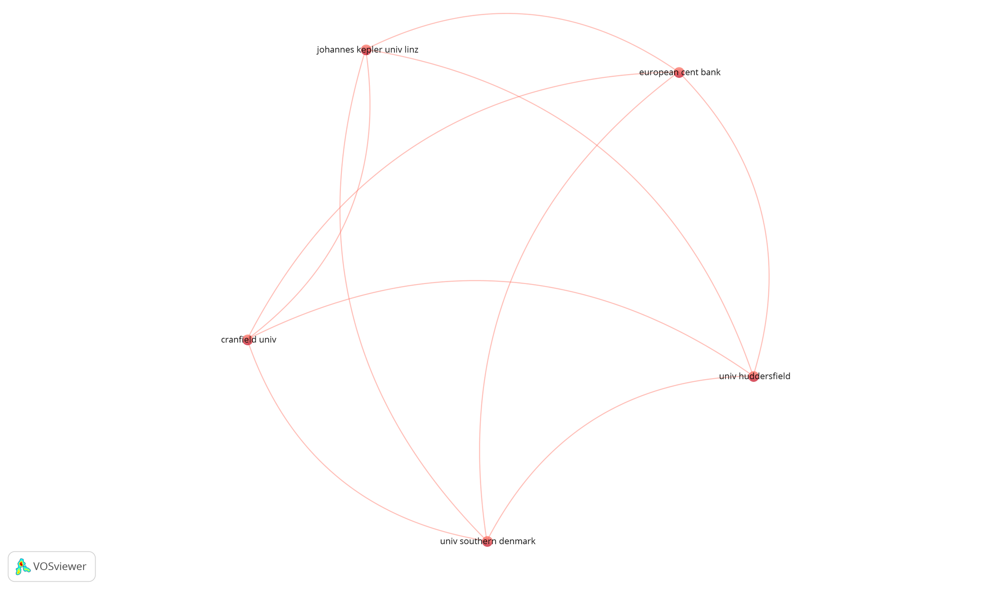 johannes kepler univ linz
european cent bank
cranfield univ
univ huddersfield
univ southern denmark
VOSviewer